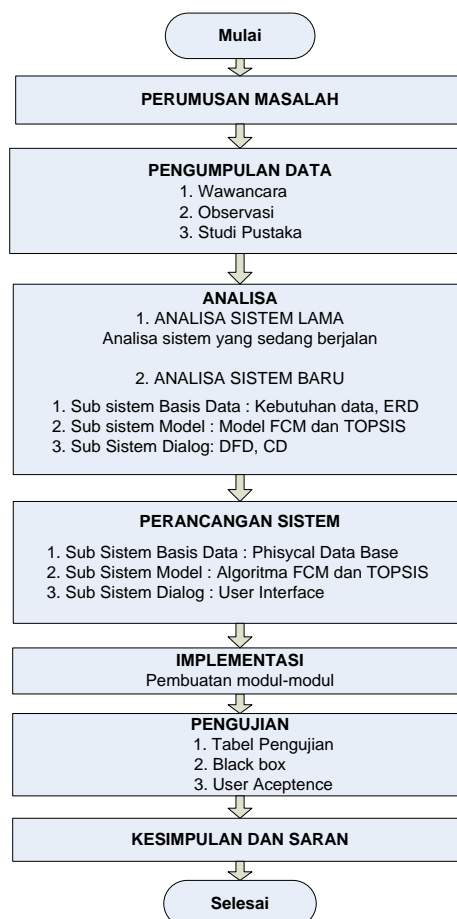 Mulai
PERUMUSAN MASALAH
PENGUMPULAN DATA
1. Wawancara
2. Observasi
3. Studi Pustaka
ANALISA
1. ANALISA SISTEM LAMA
Analisa sistem yang sedang berjalan
2. ANALISA SISTEM BARU
1. Sub sistem Basis Data : Kebutuhan data, ERD
2. Sub sistem Model : Model FCM dan TOPSIS
3. Sub Sistem Dialog: DFD, CD
PERANCANGAN SISTEM
1. Sub Sistem Basis Data : Phisycal Data Base
2. Sub Sistem Model : Algoritma FCM dan TOPSIS
3. Sub Sistem Dialog : User Interface
IMPLEMENTASI
Pembuatan modul-modul
PENGUJIAN
1. Tabel Pengujian
2. Black box
3. User Aceptence
KESIMPULAN DAN SARAN
Selesai